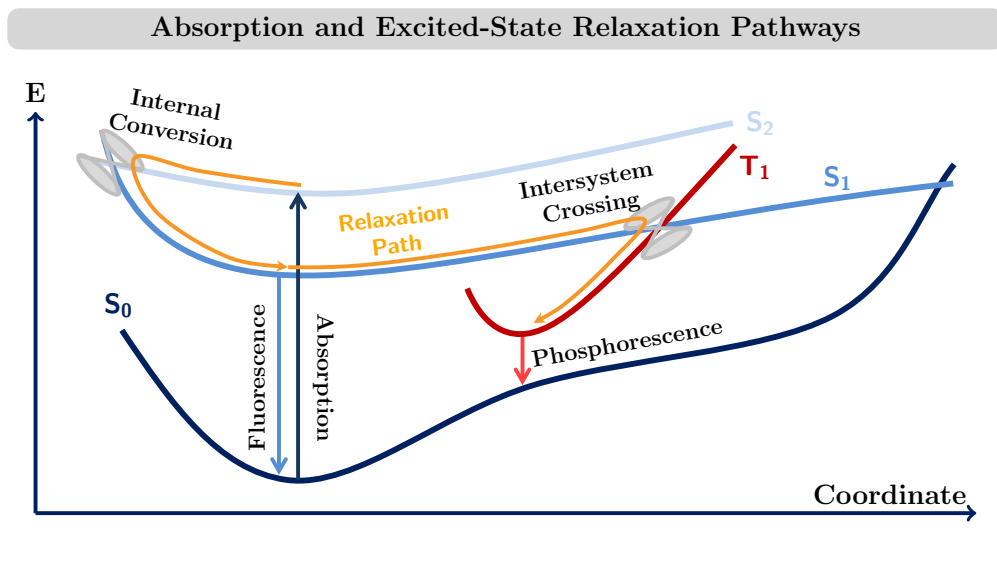 Absorption and Excited-State Relaxation Pathways
E
Internal
Conversion
S₂
T₁
S₁
Intersystem
Crossing
Relaxation
Path
S₀
Fluorescence
Absorption
Phosphorescence
Coordinate